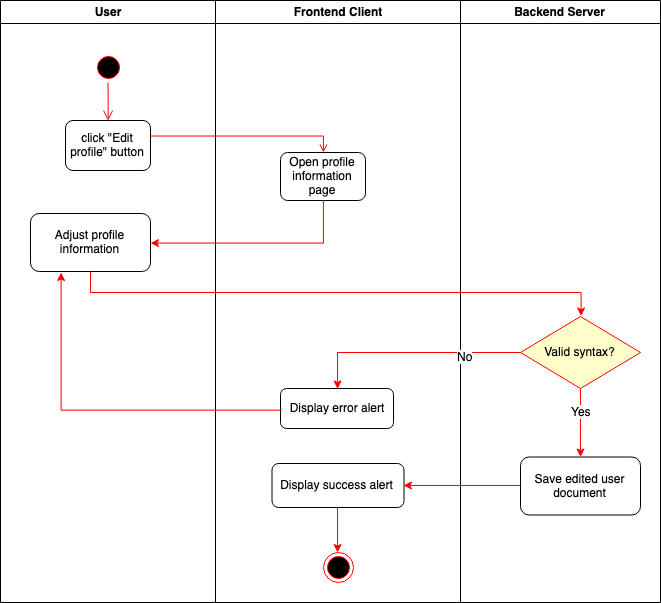 User
Frontend Client
Backend Server
click "Edit
profile" button
Open profile
information
page
Adjust profile
information
Valid syntax?
No
Display error alert
Yes
Save edited user
document
Display success alert